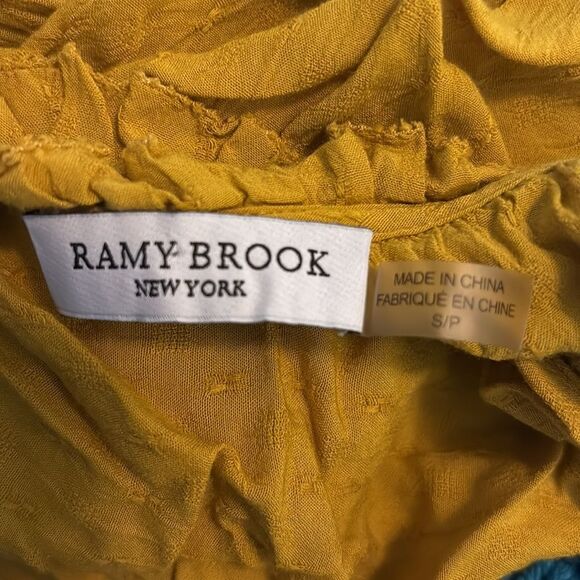 RAMY BROOK
NEW YORK
MADE IN CHINA
FABRIQUÉ EN CHINE
S/P